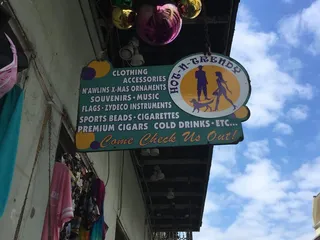 CLOTHING
ACCESSORIES
N'AWLINS X-MAS ORNAMENTS
SOUVENIRS · MUSIC
FLAGS · ZYDECO INSTRUMENTS
SPORTS BEADS · CIGARETTES
PREMIUM CIGARS COLD DRINKS · ETC...
Come Check Us Out!
HOT-N-TRENDY